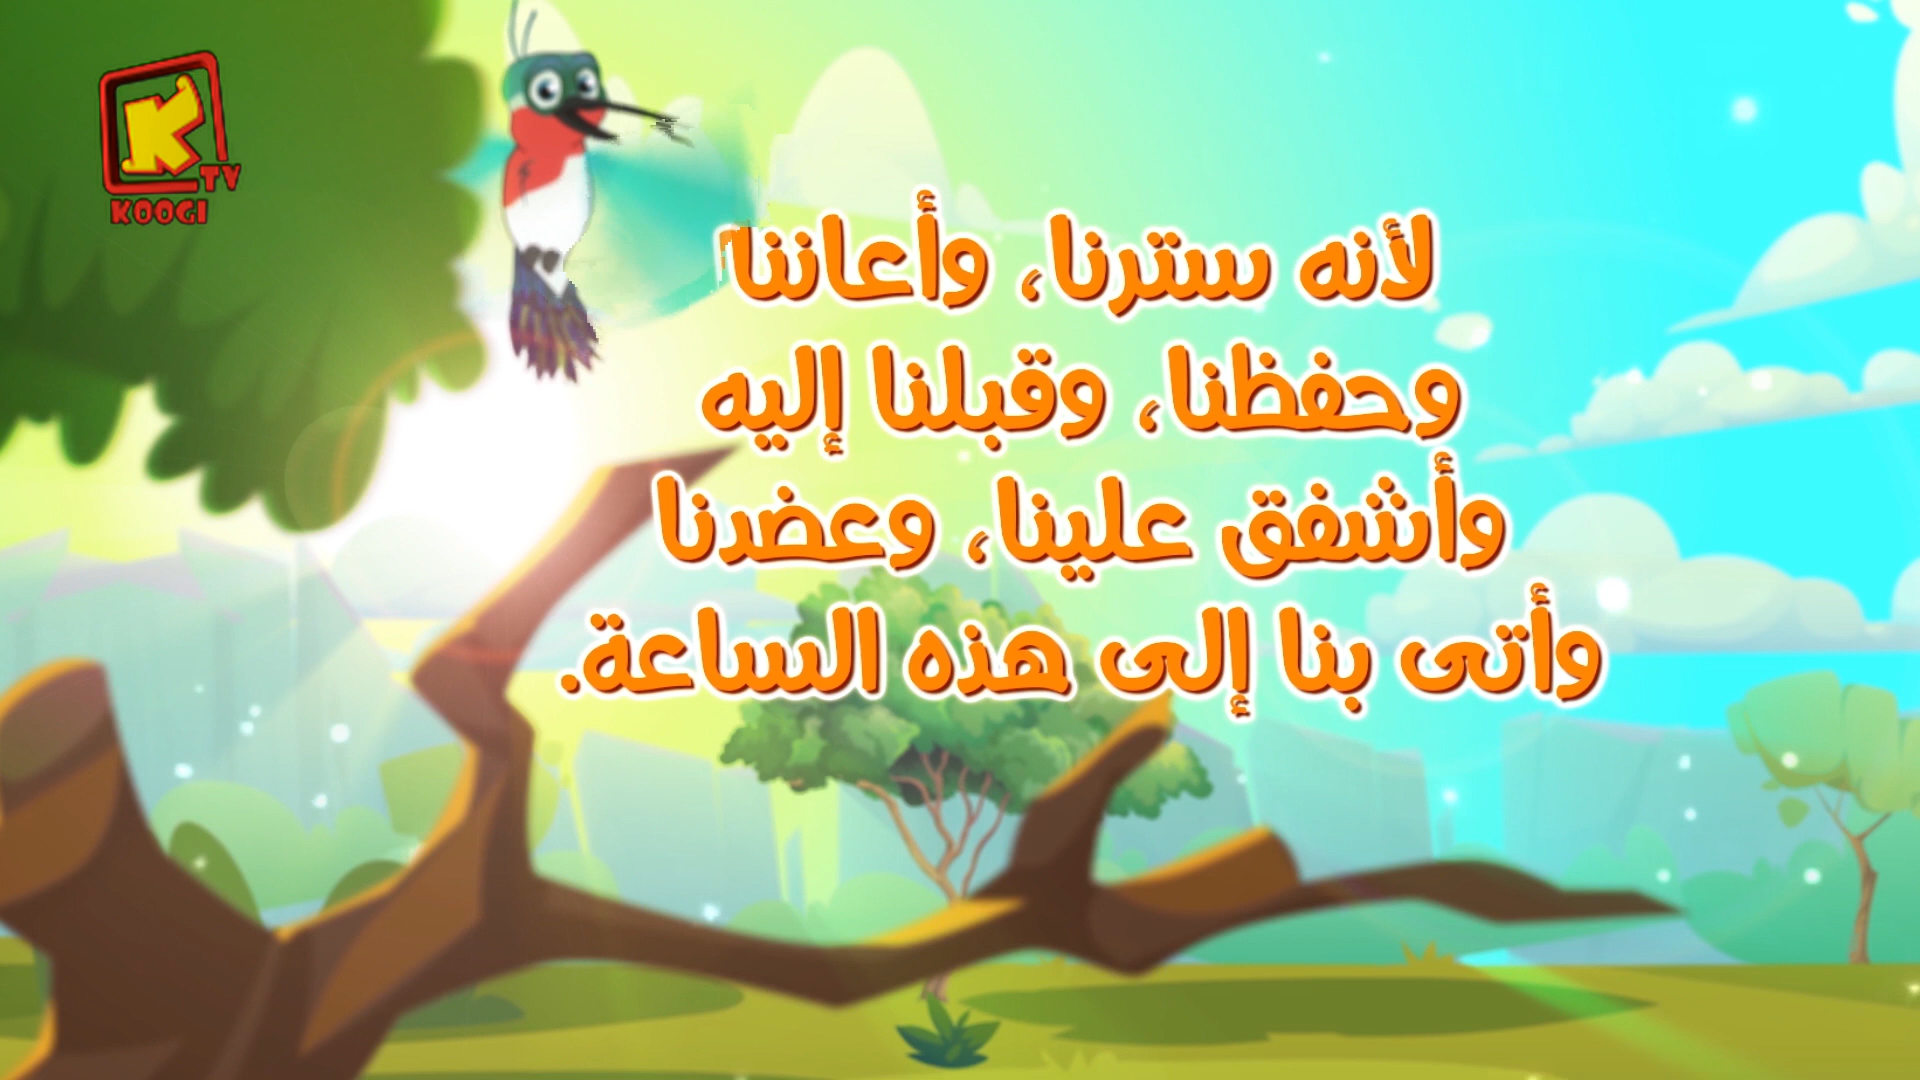 K TV
KOOGI
لأنه سترنا، وأعاننا
وحفظنا، وقبلنا إليه
وأشفق علينا، وعضدنا
وأتى بنا إلى هذه الساعة.